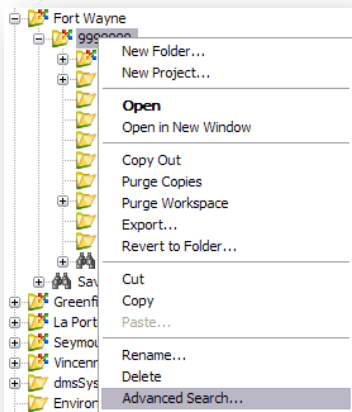 Fort Wayne
New Folder...
New Project...
Open
Open in New Window
Copy Out
Purge Copies
Purge Workspace
Export...
Revert to Folder...
Cut
Copy
Paste...
Rename...
Delete
Advanced Search...
Sav
Greenfi
La Port
Seymou
Vincenn
dmsSys
Environ